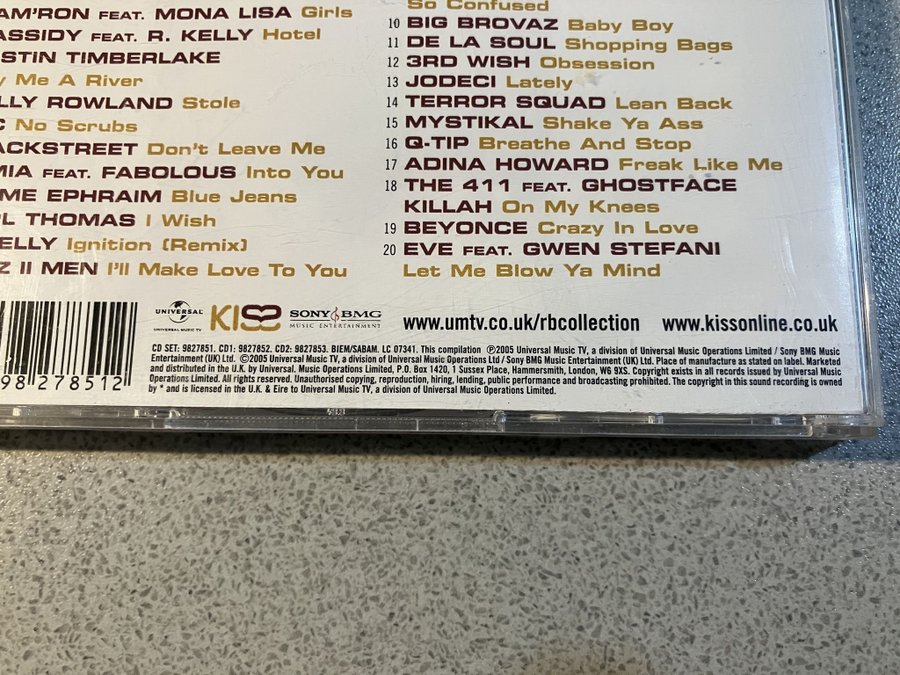 AM'RON FEAT. MONA LISA Girls
ASSIDY FEAT. R. KELLY Hotel
STIN TIMBERLAKE
y Me A River
LLY ROWLAND Stole
C No Scrubs
ACKSTREET Don't Leave Me
MIA FEAT. FABOLOUS Into You
ME EPHRAIM Blue Jeans
RL THOMAS I Wish
ELLY Ignition (Remix)
Z II MEN I'll Make Love To You
So Confused
10 BIG BROVAZ Baby Boy
11 DE LA SOUL Shopping Bags
12 3RD WISH Obsession
13 JODECI Lately
14 TERROR SQUAD Lean Back
15 MYSTIKAL Shake Ya Ass
16 Q-TIP Breathe And Stop
17 ADINA HOWARD Freak Like Me
18 THE 411 FEAT. GHOSTFACE
KILLAH On My Knees
19 BEYONCE Crazy In Love
20 EVE FEAT. GWEN STEFANI
Let Me Blow Ya Mind
98 278512
UNIVERSAL
UNIVERSAL MUSIC TV
KISS
SONY BMG
MUSIC ENTERTAINMENT
www.umtv.co.uk/rbcollection www.kissonline.co.uk
CD SET: 9827851. CD1: 9827852. CD2: 9827853. BIEM/SABAM. LC 07341. This compilation ℗2005 Universal Music TV, a division of Universal Music Operations Limited / Sony BMG Music
Entertainment (UK) Ltd. ©2005 Universal Music TV, a division of Universal Music Operations Ltd / Sony BMG Music Entertainment (UK) Ltd. Place of manufacture as stated on label. Marketed
and distributed in the U.K. by Universal Music Operations Limited. P.O. Box 1420, 1 Sussex Place, Hammersmith, London, W6 9XS. Copyright exists in all records issued by Universal Music
Operations Limited. All rights reserved. Unauthorised copying, reproduction, hiring, lending, public performance and broadcasting prohibited. The copyright in this sound recording is owned
by * and is licensed in the U.K. & Eire to Universal Music TV, a division of Universal Music Operations Limited.